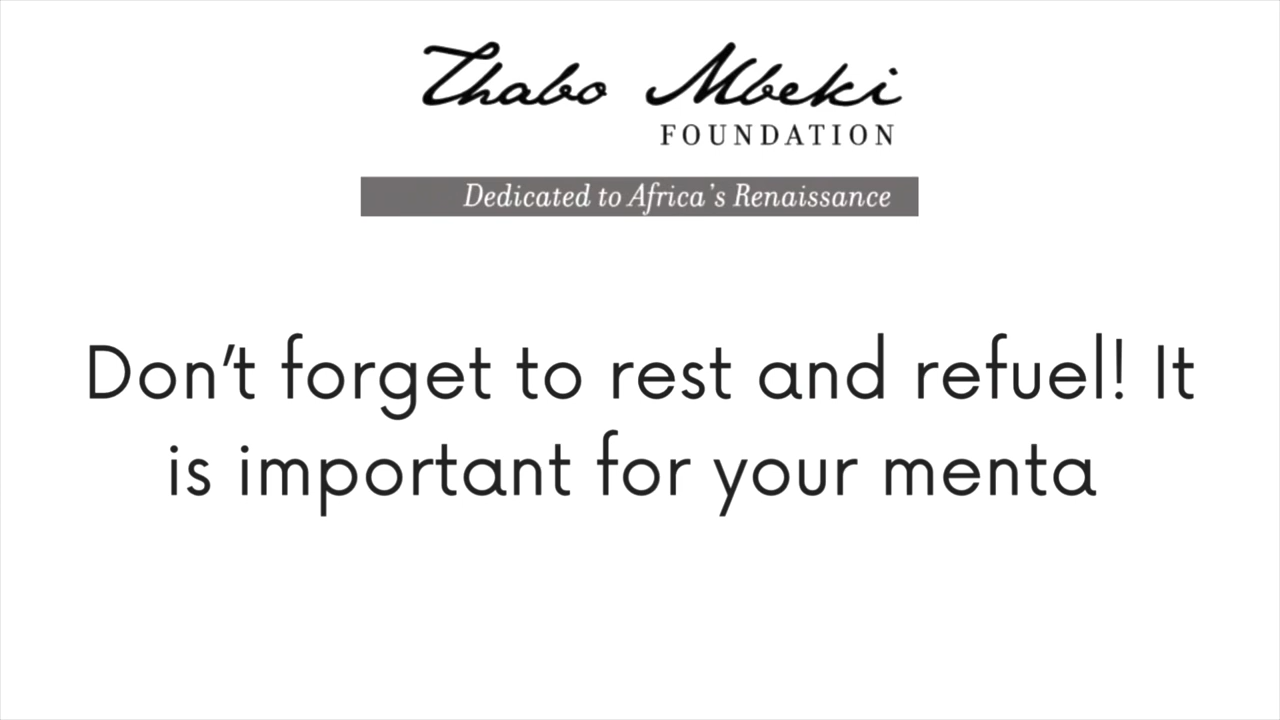 Thabo Mbeki
FOUNDATION
Dedicated to Africa's Renaissance
Don't forget to rest and refuel! It
is important for your menta